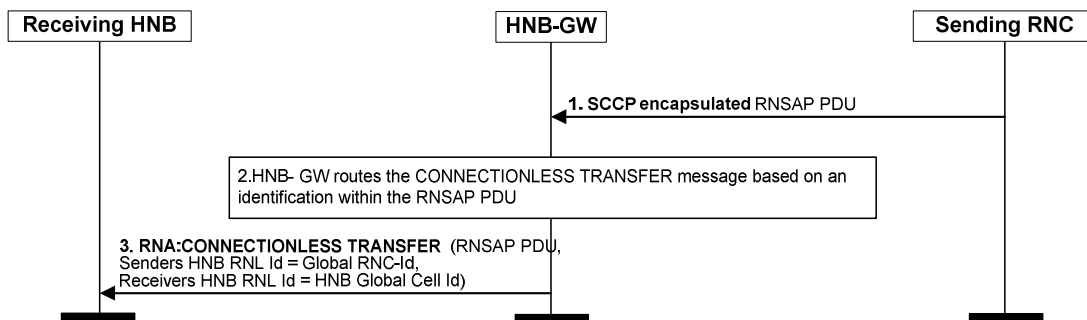 Receiving HNB
HNB-GW
Sending RNC
1. SCCP encapsulated RNSAP PDU
2.HNB- GW routes the CONNECTIONLESS TRANSFER message based on an
identification within the RNSAP PDU
3. RNA:CONNECTIONLESS TRANSFER (RNSAP PDU,
Senders HNB RNL Id = Global RNC-Id,
Receivers HNB RNL Id = HNB Global Cell Id)